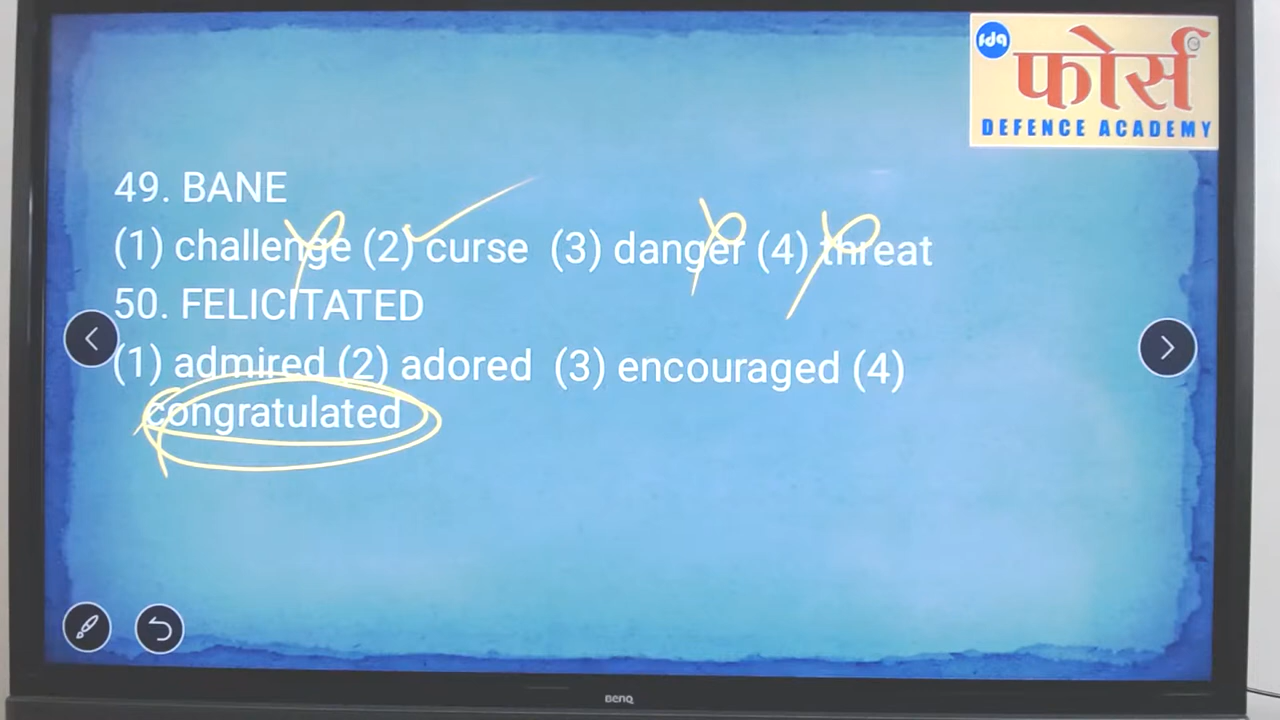 fda
फोर्स
DEFENCE ACADEMY
49. BANE
(1) challenge (2) curse (3) danger (4) threat
50. FELICITATED
(1) admired (2) adored (3) encouraged (4)
congratulated
BenQ